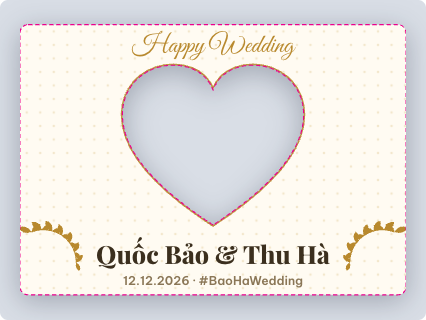 Happy Wedding
Quốc Bảo & Thu Hà
12.12.2026 · #BaoHaWedding